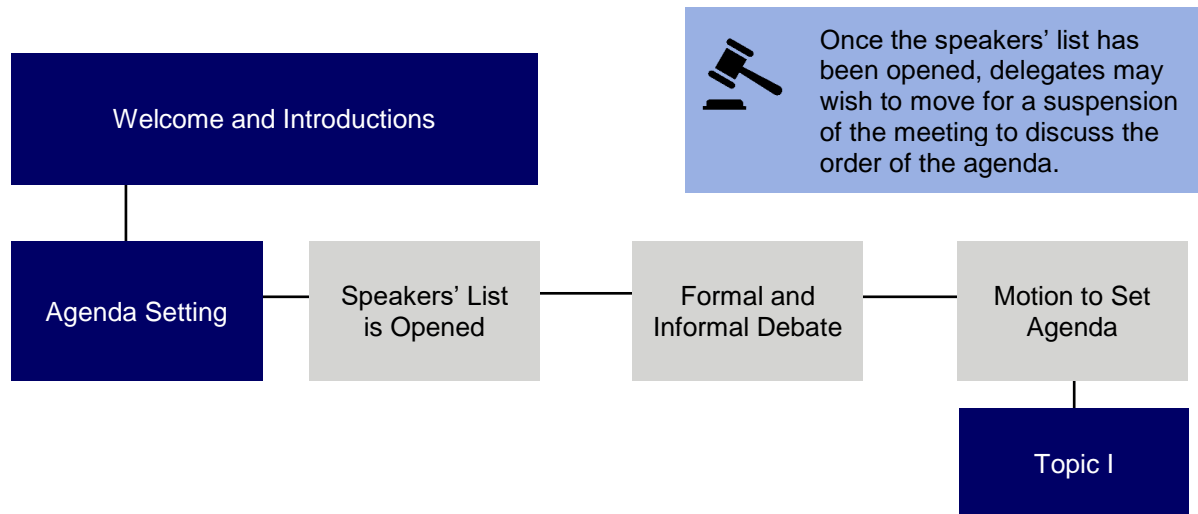 Once the speakers’ list has
been opened, delegates may
wish to move for a suspension
of the meeting to discuss the
order of the agenda.
Welcome and Introductions
Agenda Setting
Speakers’ List
is Opened
Formal and
Informal Debate
Motion to Set
Agenda
Topic I